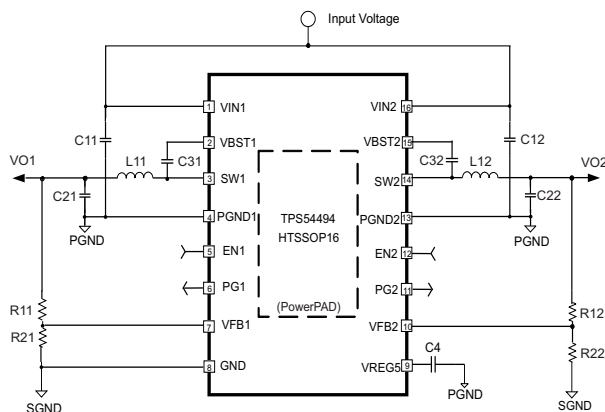 Input Voltage
1 VIN1 VIN2 16
C11 C12
2 VBST1 VBST2 15
VO1 L11 C31 C32 L12 VO2
3 SW1 SW2 14
C21 TPS54494 C22
4 PGND1 HTSSOP16 PGND2 13
PGND PGND
5 EN1 EN2 12
6 PG1 PG2 11
(PowerPAD)
R11 R12
7 VFB1 VFB2 10
R21 R22
C4
8 GND VREG5 9
PGND
SGND SGND